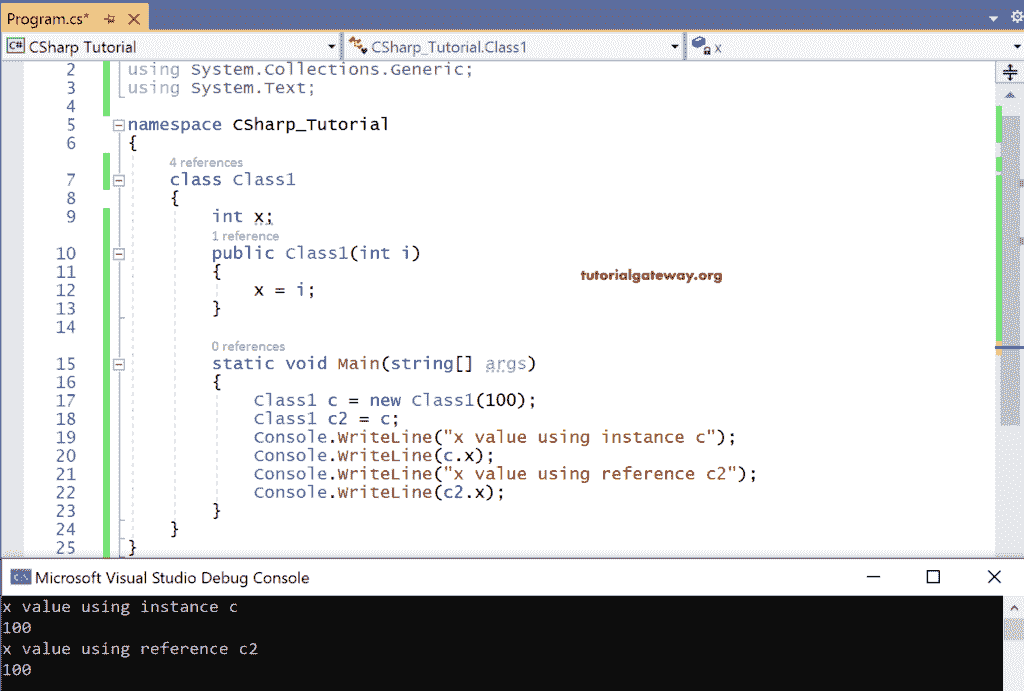 Program.cs*
C# CSharp Tutorial CSharp_Tutorial.Class1 x
2 using System.Collections.Generic;
3 using System.Text;
4
5 namespace CSharp_Tutorial
6 {
4 references
7 class Class1
8 {
9 int x;
1 reference
10 public Class1(int i)
11 {
tutorialgateway.org
12 x = i;
13 }
14
0 references
15 static void Main(string[] args)
16 {
17 Class1 c = new Class1(100);
18 Class1 c2 = c;
19 Console.WriteLine("x value using instance c");
20 Console.WriteLine(c.x);
21 Console.WriteLine("x value using reference c2");
22 Console.WriteLine(c2.x);
23 }
24 }
25 }
Microsoft Visual Studio Debug Console
x value using instance c
100
x value using reference c2
100